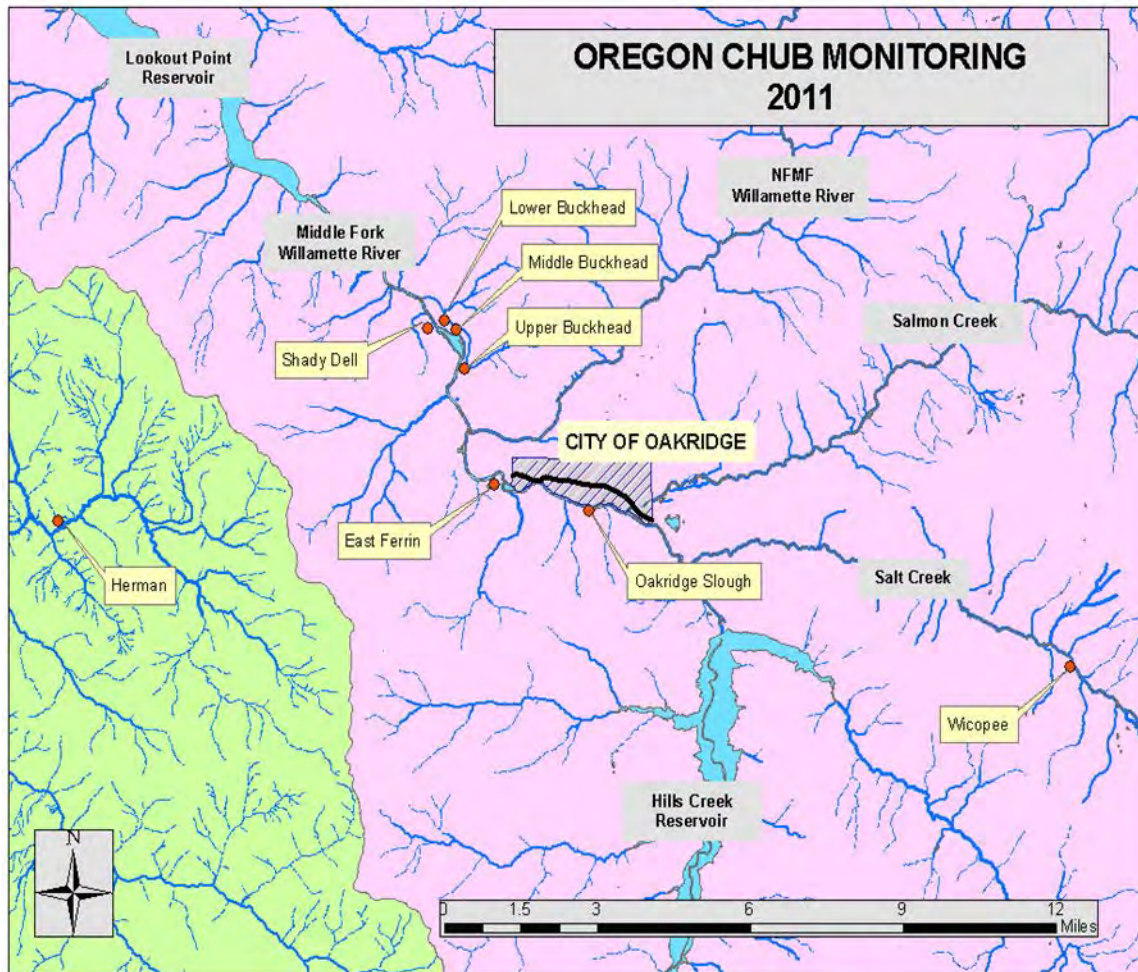 OREGON CHUB MONITORING
2011
Lookout Point
Reservoir
NFMF
Willamette River
Lower Buckhead
Middle Fork
Willamette River
Middle Buckhead
Upper Buckhead
Salmon Creek
Shady Dell
CITY OF OAKRIDGE
East Ferrin
Oakridge Slough
Salt Creek
Herman
Wicopee
Hills Creek
Reservoir
N
0 1.5 3 6 9 12
Miles